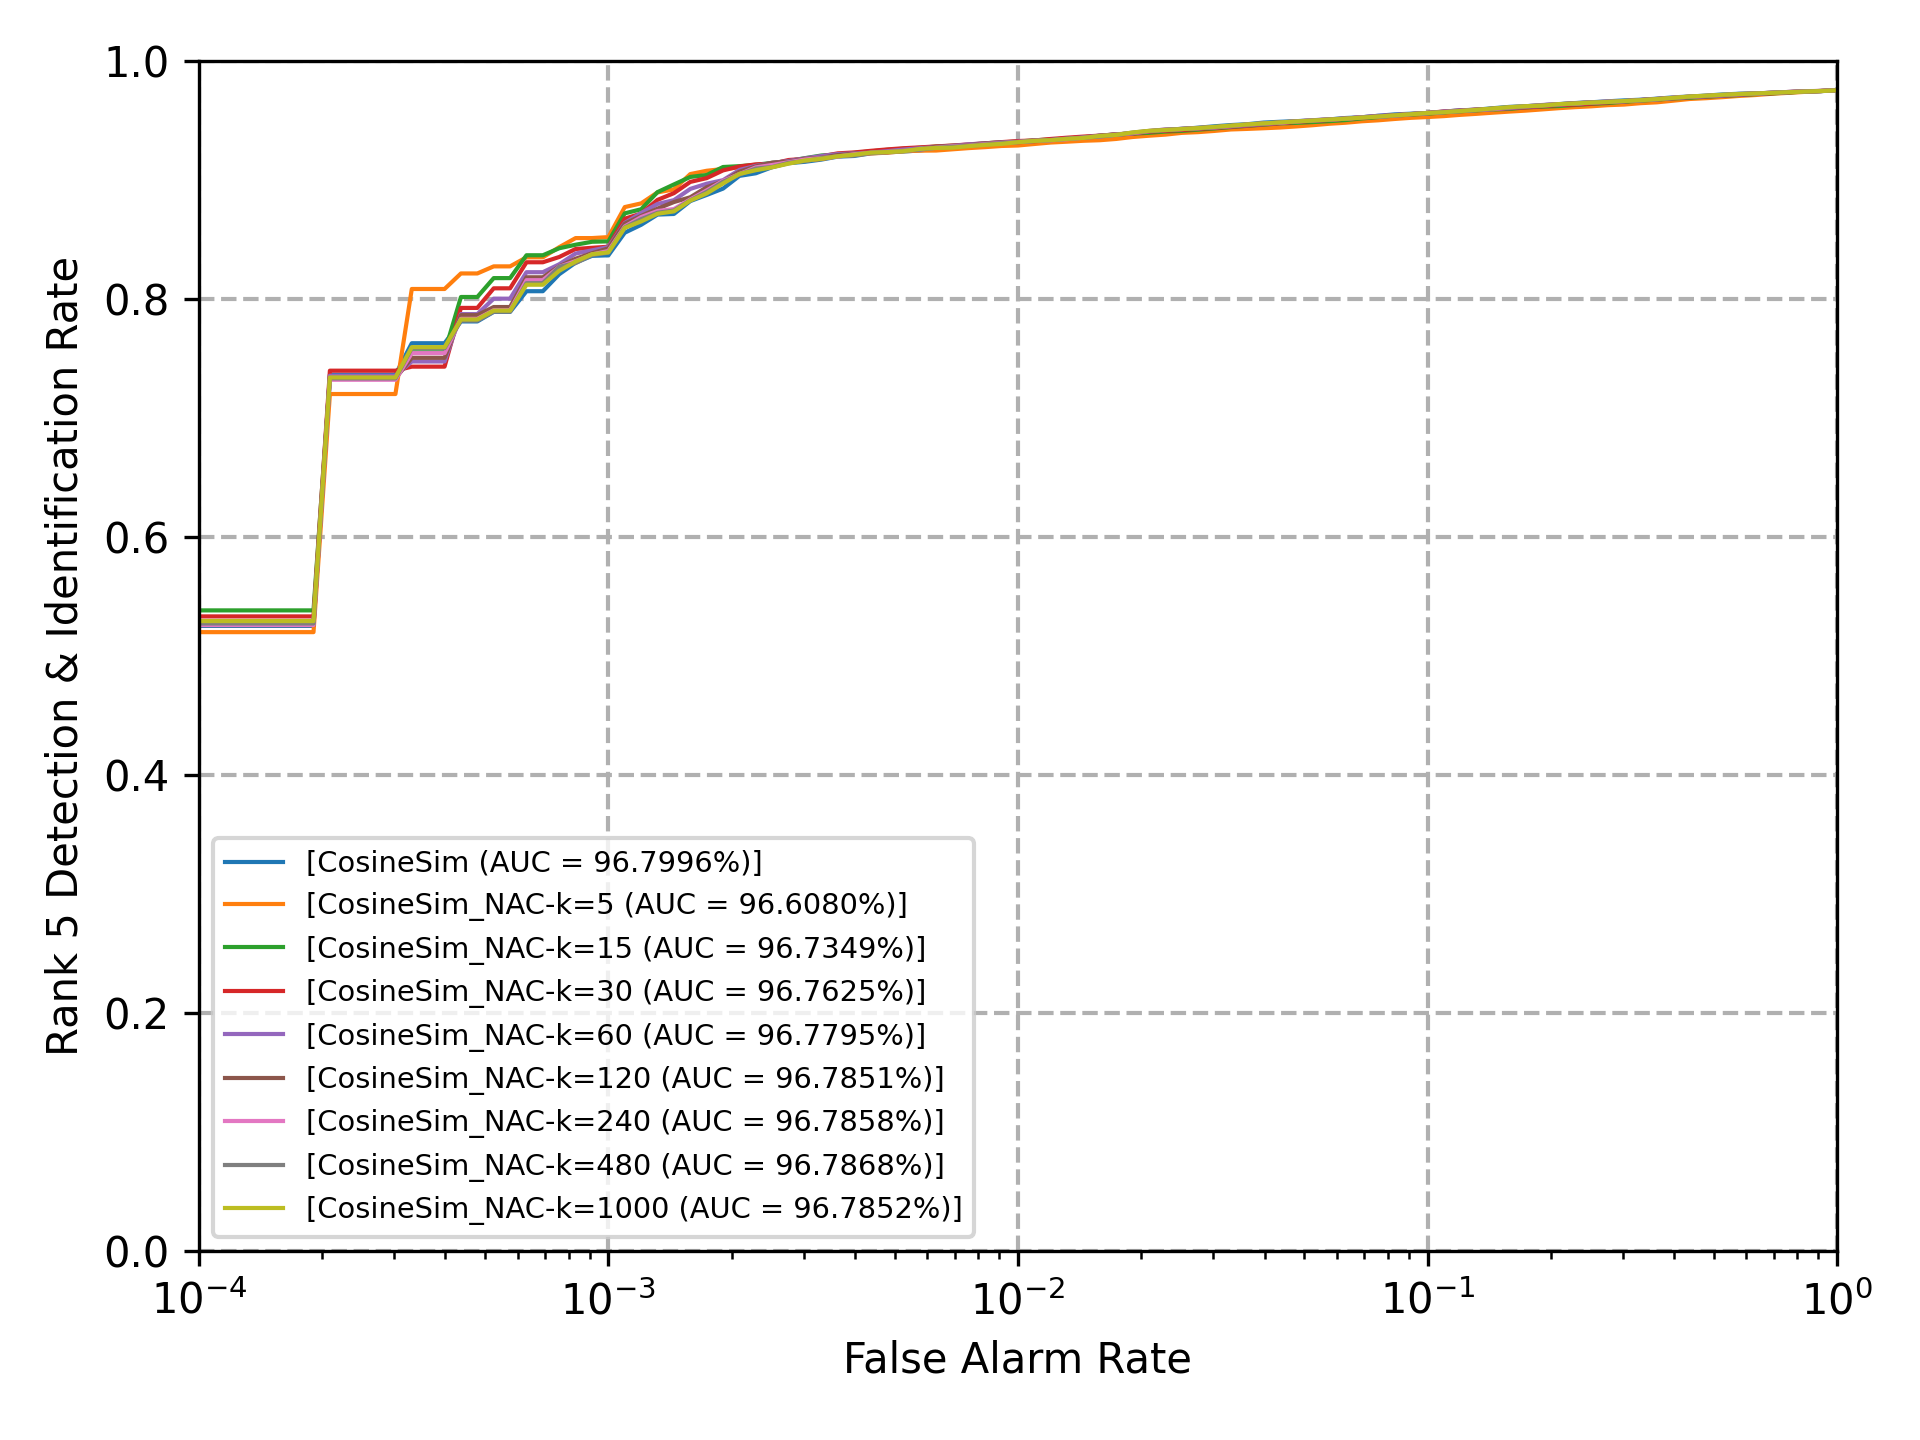 1.0
0.8
0.6
0.4
0.2
0.0
Rank 5 Detection & Identification Rate
[CosineSim (AUC = 96.7996%)]
[CosineSim_NAC-k=5 (AUC = 96.6080%)]
[CosineSim_NAC-k=15 (AUC = 96.7349%)]
[CosineSim_NAC-k=30 (AUC = 96.7625%)]
[CosineSim_NAC-k=60 (AUC = 96.7795%)]
[CosineSim_NAC-k=120 (AUC = 96.7851%)]
[CosineSim_NAC-k=240 (AUC = 96.7858%)]
[CosineSim_NAC-k=480 (AUC = 96.7868%)]
[CosineSim_NAC-k=1000 (AUC = 96.7852%)]
10⁻⁴ 10⁻³ 10⁻² 10⁻¹ 10⁰
False Alarm Rate